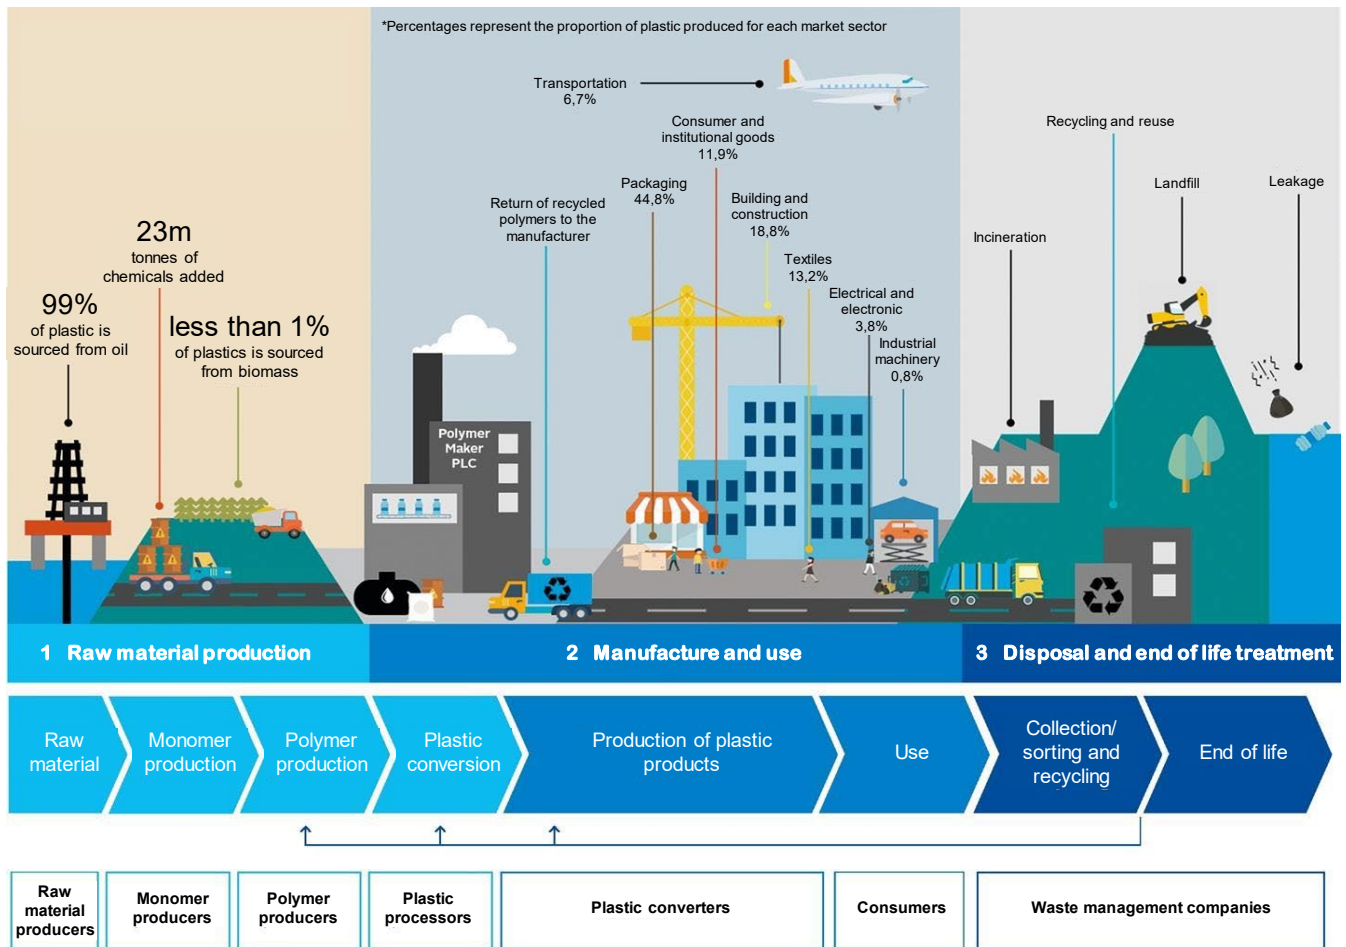 *Percentages represent the proportion of plastic produced for each market sector
Transportation
6,7%
Consumer and
institutional goods
11,9%
Recycling and reuse
Packaging
44,8%
Landfill
Leakage
Building and
construction
18,8%
Return of recycled
polymers to the
manufacturer
23m
tonnes of
chemicals added
Incineration
Textiles
13,2%
99%
of plastic is
sourced from oil
Electrical and
electronic
3,8%
less than 1%
of plastics is sourced
from biomass
Industrial
machinery
0,8%
Polymer
Maker
PLC
1 Raw material production
2 Manufacture and use
3 Disposal and end of life treatment
Raw
material
Monomer
production
Polymer
production
Plastic
conversion
Production of plastic
products
Use
Collection/
sorting and
recycling
End of life
Raw
material
producers
Monomer
producers
Polymer
producers
Plastic
processors
Plastic converters
Consumers
Waste management companies